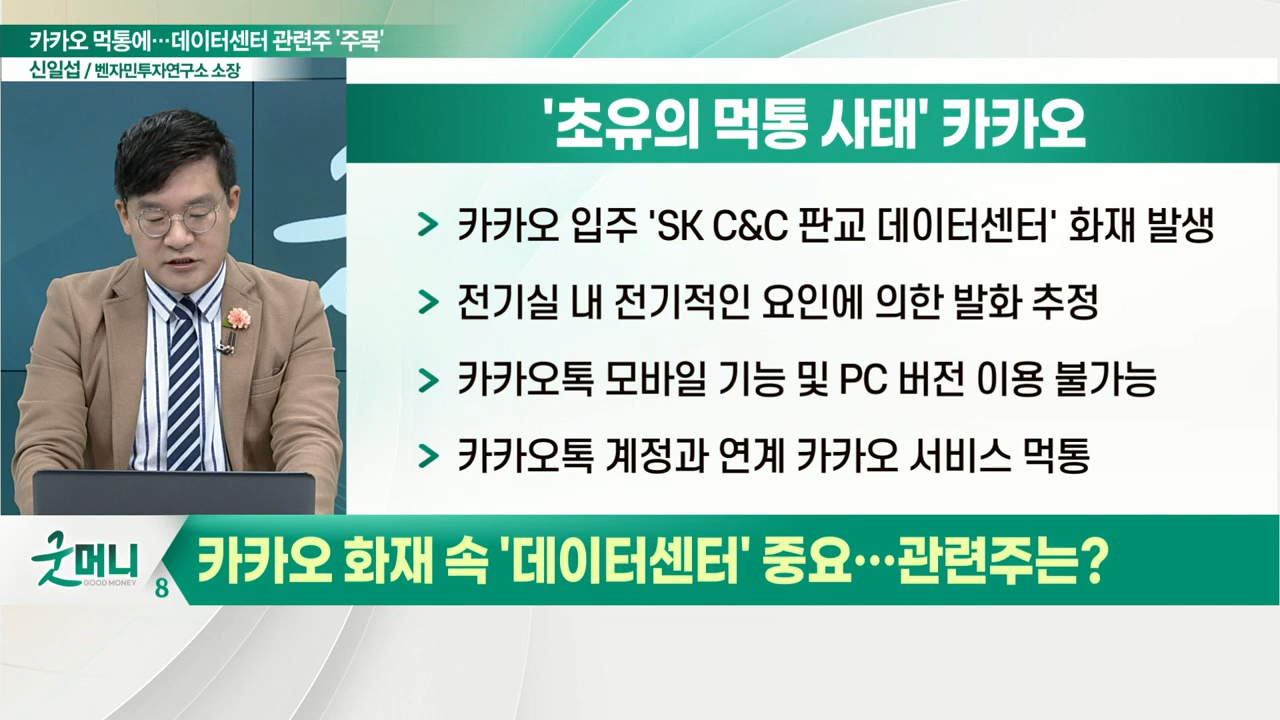 카카오 먹통에…데이터센터 관련주 '주목'
신일섭 / 벤자민투자연구소 소장
'초유의 먹통 사태' 카카오
> 카카오 입주 'SK C&C 판교 데이터센터' 화재 발생
> 전기실 내 전기적인 요인에 의한 발화 추정
> 카카오톡 모바일 기능 및 PC 버전 이용 불가능
> 카카오톡 계정과 연계 카카오 서비스 먹통
굿머니
GOOD MONEY
8
카카오 화재 속 '데이터센터' 중요…관련주는?